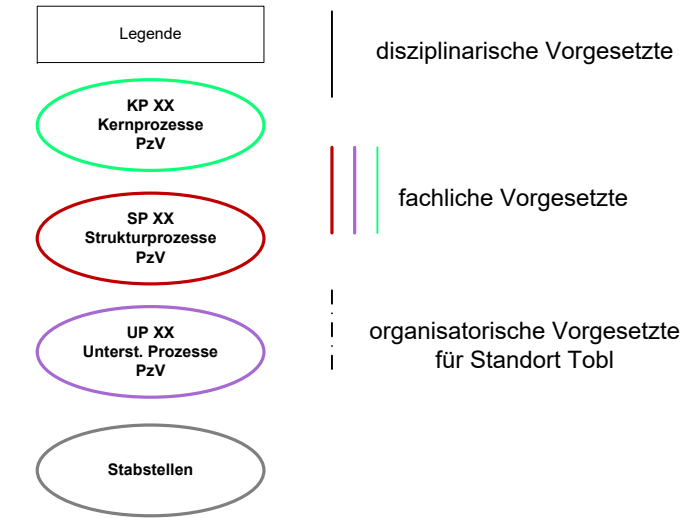 Legende
disziplinarische Vorgesetzte
KP XX
Kernprozesse
PzV
fachliche Vorgesetzte
SP XX
Strukturprozesse
PzV
organisatorische Vorgesetzte
für Standort Tobl
UP XX
Unterst. Prozesse
PzV
Stabstellen